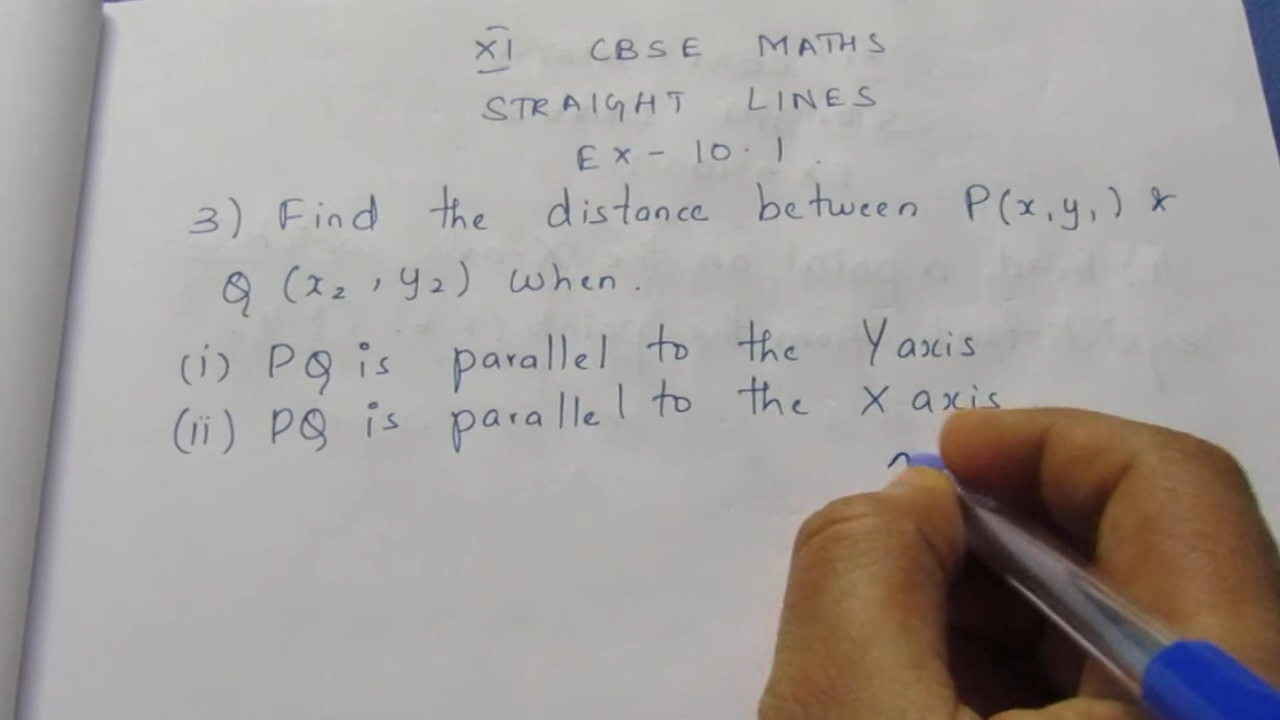 XI CBSE MATHS
STRAIGHT LINES
Ex - 10.1.
3) Find the distance between P(x, y,) &
Q (x₂, y₂) when.
(i) PQ is parallel to the Y axis
(ii) PQ is parallel to the X axis